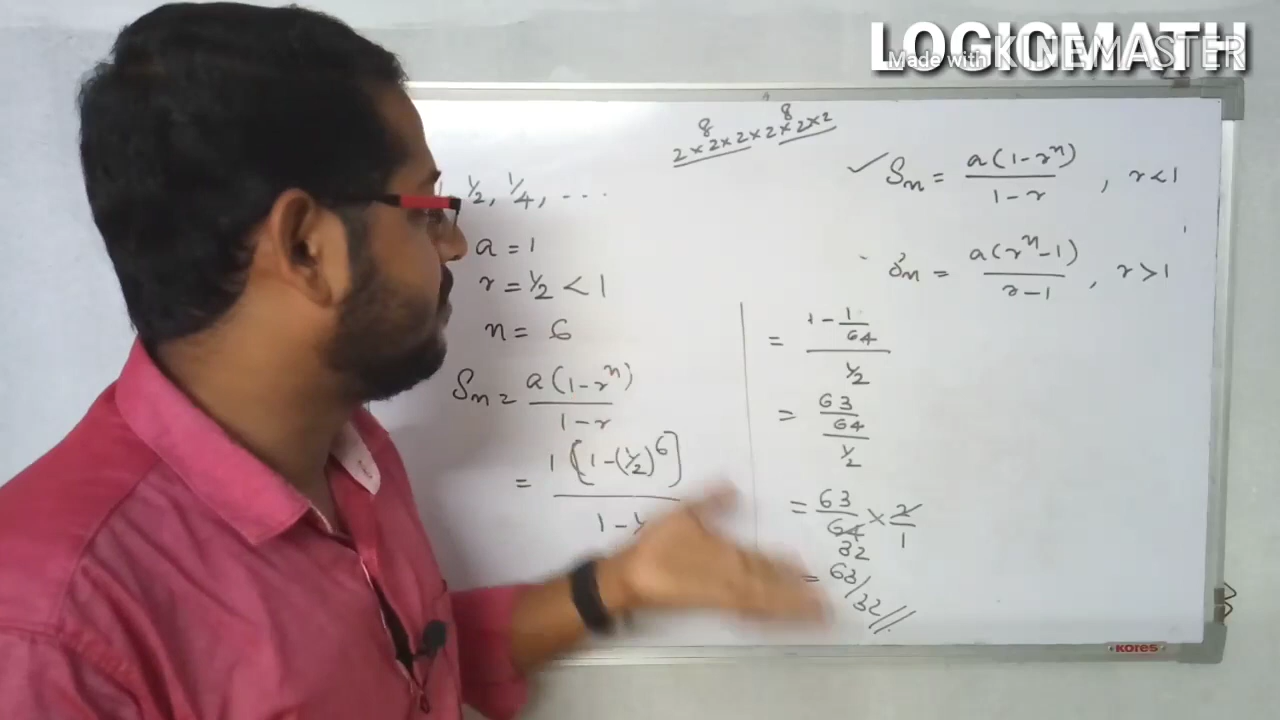 LOGICMATH
Made with KINEMASTER
8 8
2×2×2×2×2×2×2
1/2, 1/4, ...
a = 1
r = 1/2 < 1
n = 6
Sn = a(1-r^n)/1-r
= 1[1-(1/2)^6]/1-
✓ Sn = a(1-r^n)/1-r , r<1
Sn = a(r^n-1)/r-1 , r>1
= 1-1/64 / 1/2
= 63/64 / 1/2
= 63/64 × 2/1
32
= 63/32//
kores